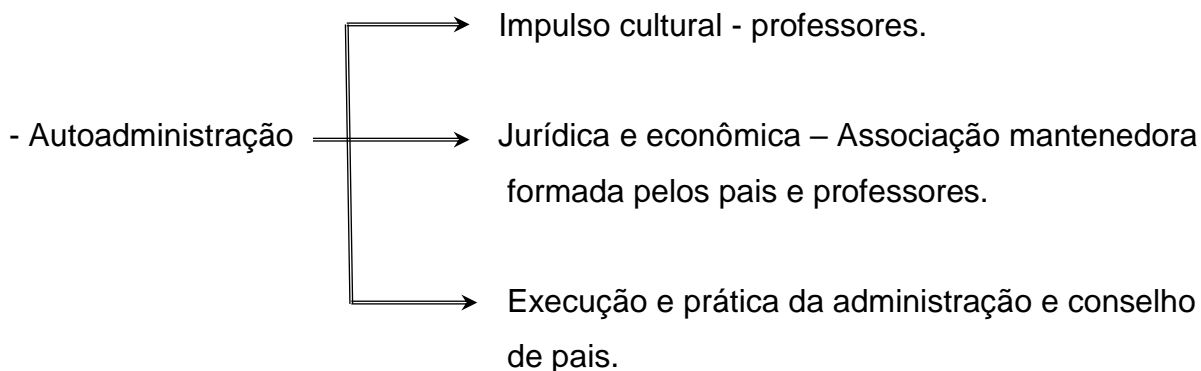 Impulso cultural - professores.
- Autoadministração
Jurídica e econômica – Associação mantenedora
formada pelos pais e professores.
Execução e prática da administração e conselho
de pais.